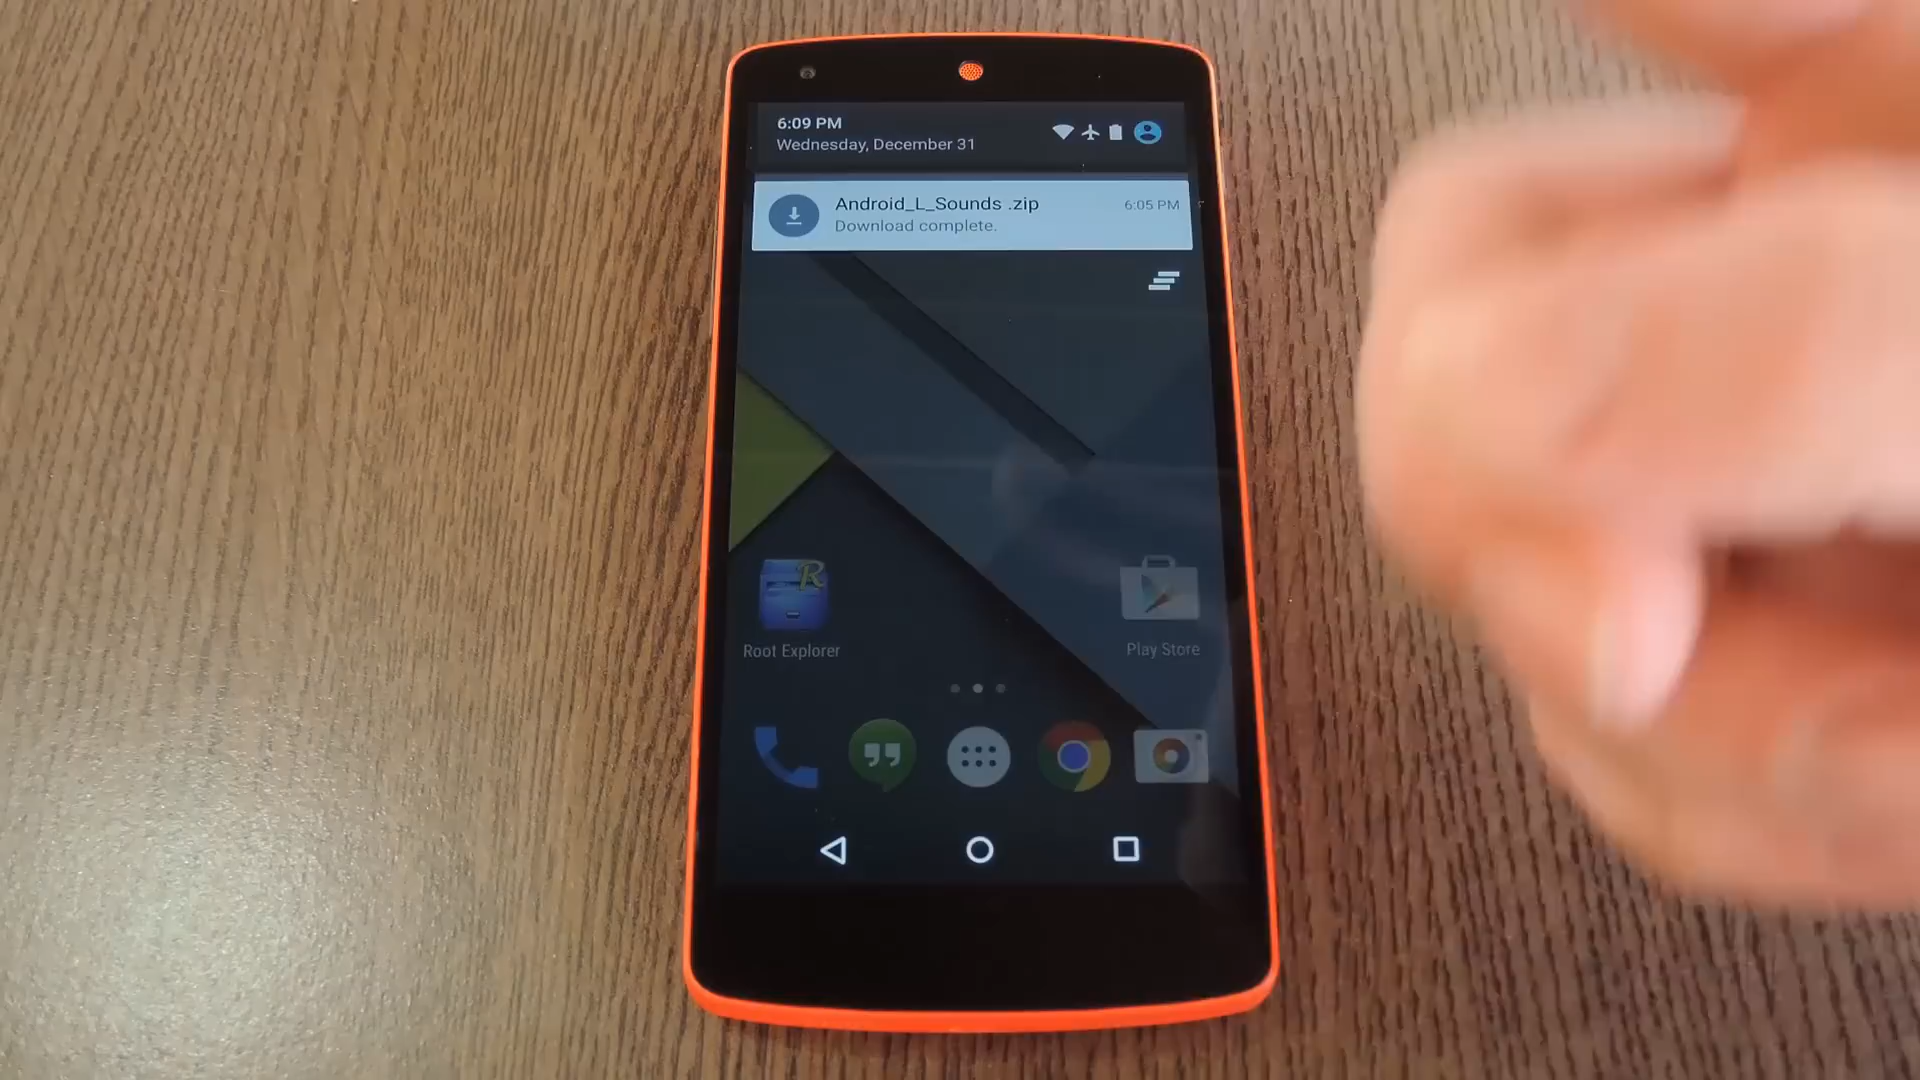 6:09 PM
Wednesday, December 31
Android_L_Sounds .zip
6:05 PM
Download complete.
R
Root Explorer
Play Store